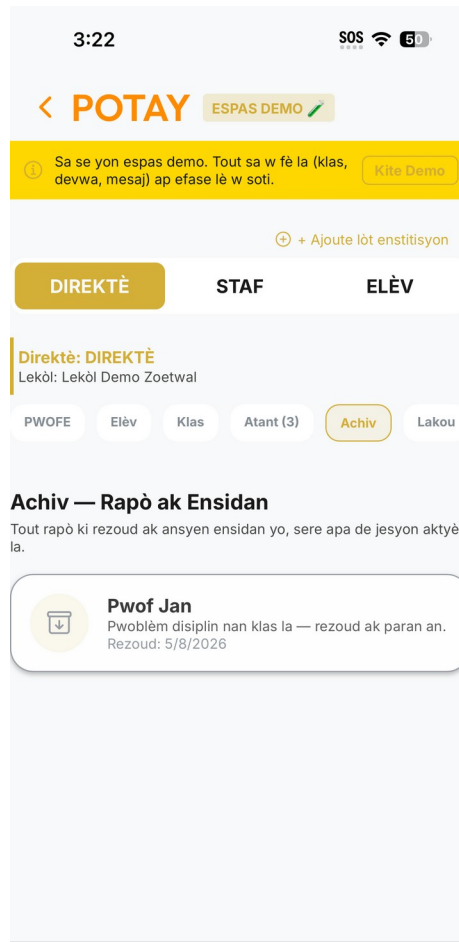 3:22
SOS
50
POTAY
ESPAS DEMO
Sa se yon espas demo. Tout sa w fè la (klas,
devwa, mesaj) ap efase lè w soti.
Kite Demo
+ Ajoute lòt enstitisyon
DIREKTÈ STAF ELÈV
Direktè: DIREKTÈ
Lekòl: Lekòl Demo Zoetwal
PWOFE Elèv Klas Atant (3) Achiv Lakou
Achiv — Rapò ak Ensidan
Tout rapò ki rezoud ak ansyen ensidan yo, sere apa de jesyon aktyè
la.
Pwof Jan
Pwoblèm disiplin nan klas la — rezoud ak paran an.
Rezoud: 5/8/2026